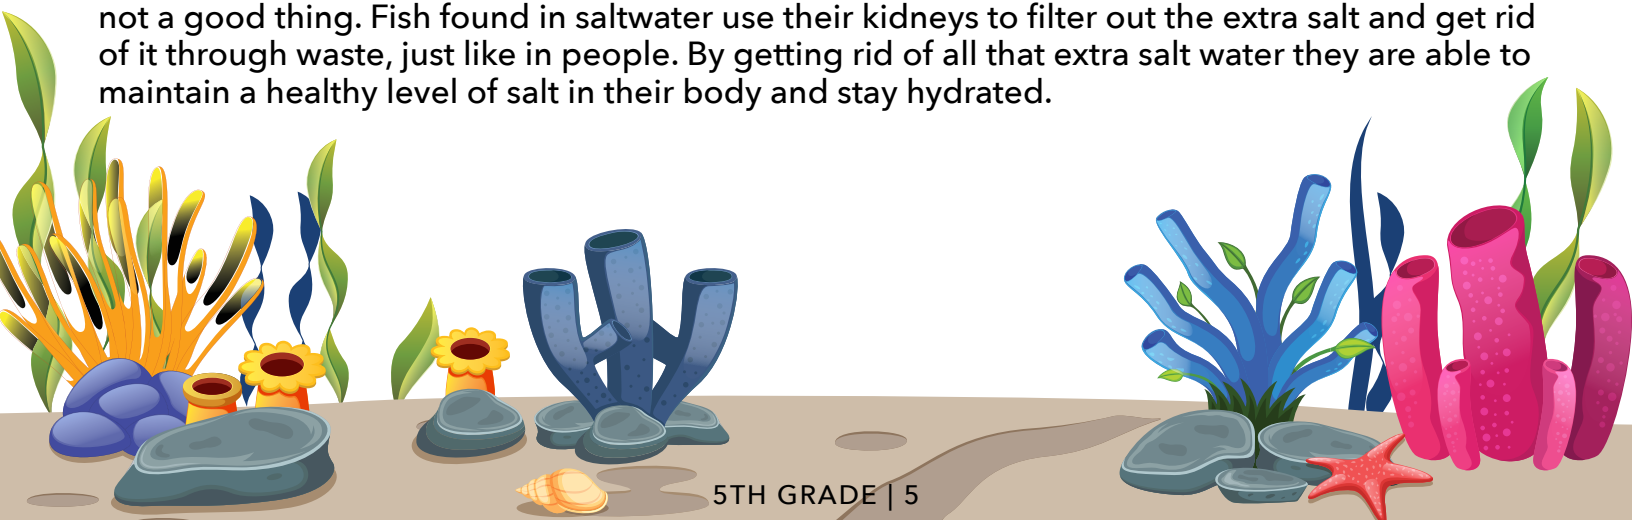 not a good thing. Fish found in saltwater use their kidneys to filter out the extra salt and get rid
of it through waste, just like in people. By getting rid of all that extra salt water they are able to
maintain a healthy level of salt in their body and stay hydrated.
5TH GRADE | 5